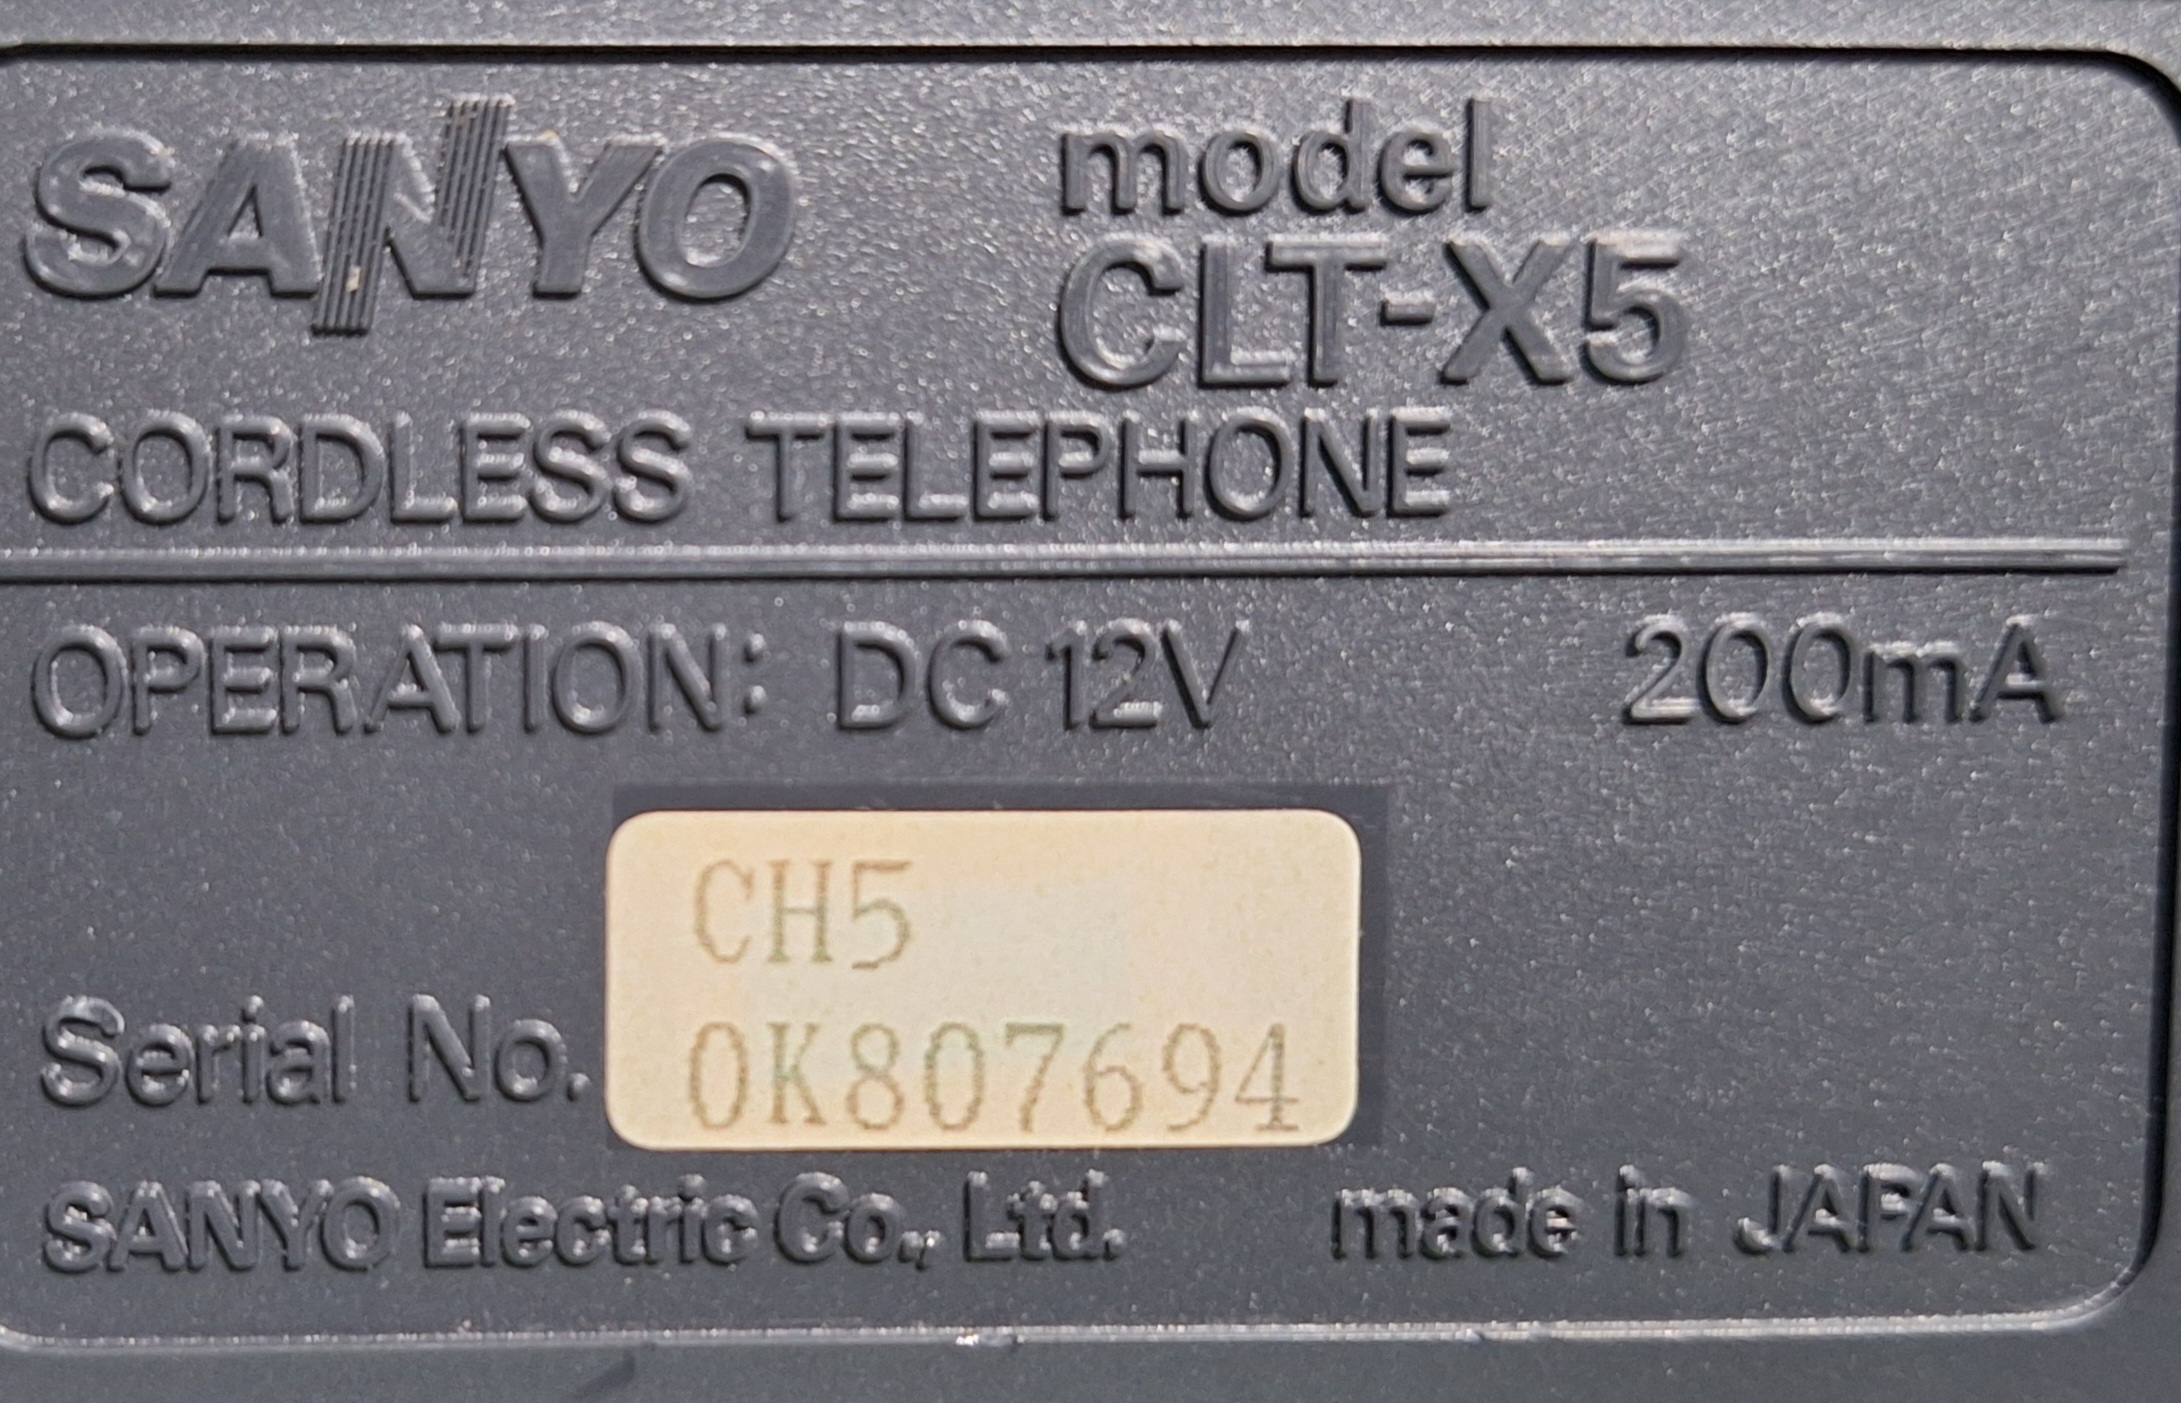 SANYO model
CLT-X5
CORDLESS TELEPHONE
OPERATION: DC 12V 200mA
CH5
Serial No. 0K807694
SANYO Electric Co., Ltd. made in JAPAN